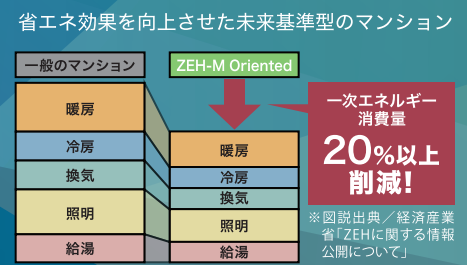 省エネ効果を向上させた未来基準型のマンション
一般のマンション
ZEH-M Oriented
暖房
冷房
換気
照明
給湯
暖房
冷房
換気
照明
給湯
一次エネルギー
消費量
20%以上
削減!
※図説出典／経済産業
省「ZEHに関する情報
公開について」